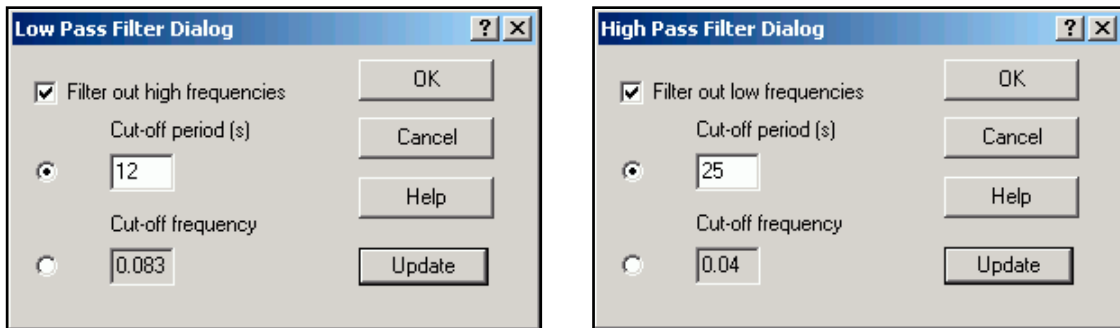 Low Pass Filter Dialog
Filter out high frequencies
OK
Cut-off period (s)
Cancel
12
Help
Cut-off frequency
0.083
Update
High Pass Filter Dialog
Filter out low frequencies
OK
Cut-off period (s)
Cancel
25
Help
Cut-off frequency
0.04
Update